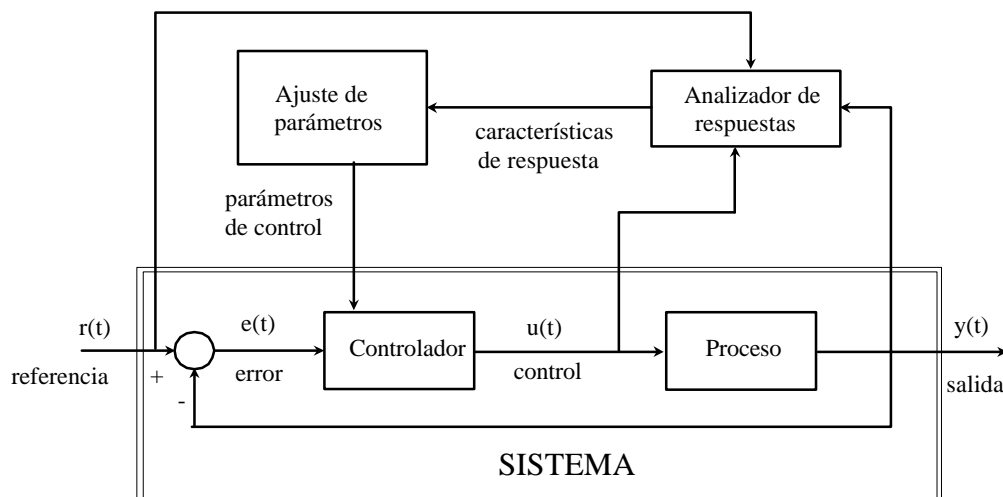 Ajuste de
parámetros
Analizador de
respuestas
características
de respuesta
parámetros
de control
r(t)
referencia
+
-
e(t)
error
Controlador
u(t)
control
Proceso
y(t)
salida
SISTEMA